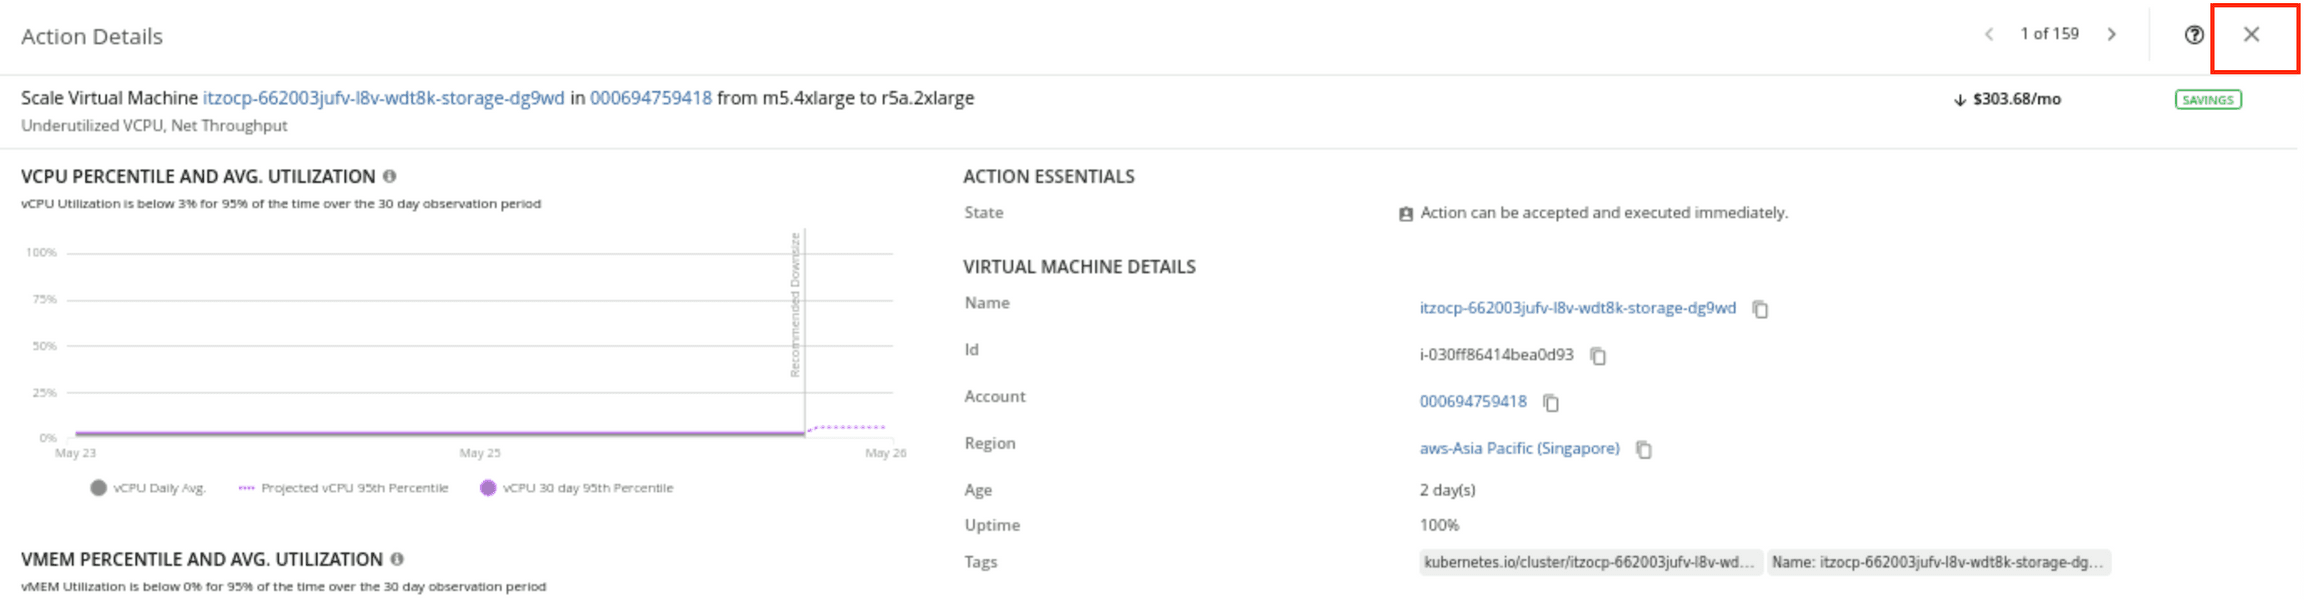 Action Details
1 of 159
Scale Virtual Machine itzocp-662003jufv-l8v-wdt8k-storage-dg9wd in 000694759418 from m5.4xlarge to r5a.2xlarge
↓ $303.68/mo
SAVINGS
Underutilized VCPU, Net Throughput
VCPU PERCENTILE AND AVG. UTILIZATION
vCPU Utilization is below 3% for 95% of the time over the 30 day observation period
100%
75%
50%
25%
0%
Recommended Downsize
May 23
May 25
May 26
vCPU Daily Avg.
Projected vCPU 95th Percentile
vCPU 30 day 95th Percentile
VMEM PERCENTILE AND AVG. UTILIZATION
vMEM Utilization is below 0% for 95% of the time over the 30 day observation period
ACTION ESSENTIALS
State
Action can be accepted and executed immediately.
VIRTUAL MACHINE DETAILS
Name
itzocp-662003jufv-l8v-wdt8k-storage-dg9wd
Id
i-030ff86414bea0d93
Account
000694759418
Region
aws-Asia Pacific (Singapore)
Age
2 day(s)
Uptime
100%
Tags
kubernetes.io/cluster/itzocp-662003jufv-l8v-wd...
Name: itzocp-662003jufv-l8v-wdt8k-storage-dg...